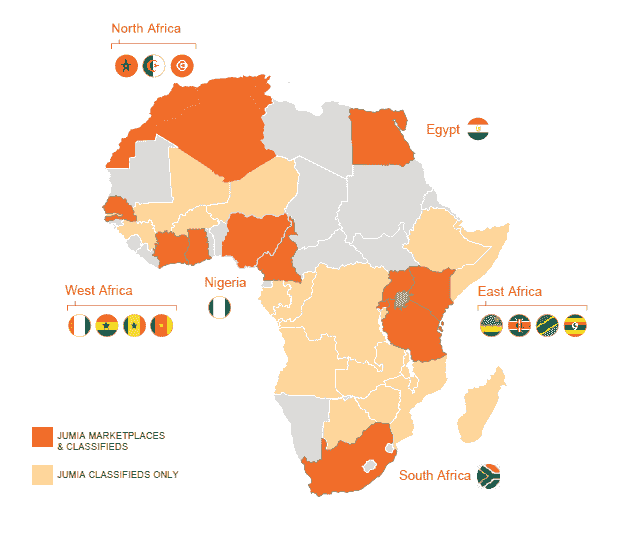 North Africa
Egypt
West Africa
Nigeria
East Africa
JUMIA MARKETPLACES
& CLASSIFIEDS
JUMIA CLASSIFIEDS ONLY
South Africa